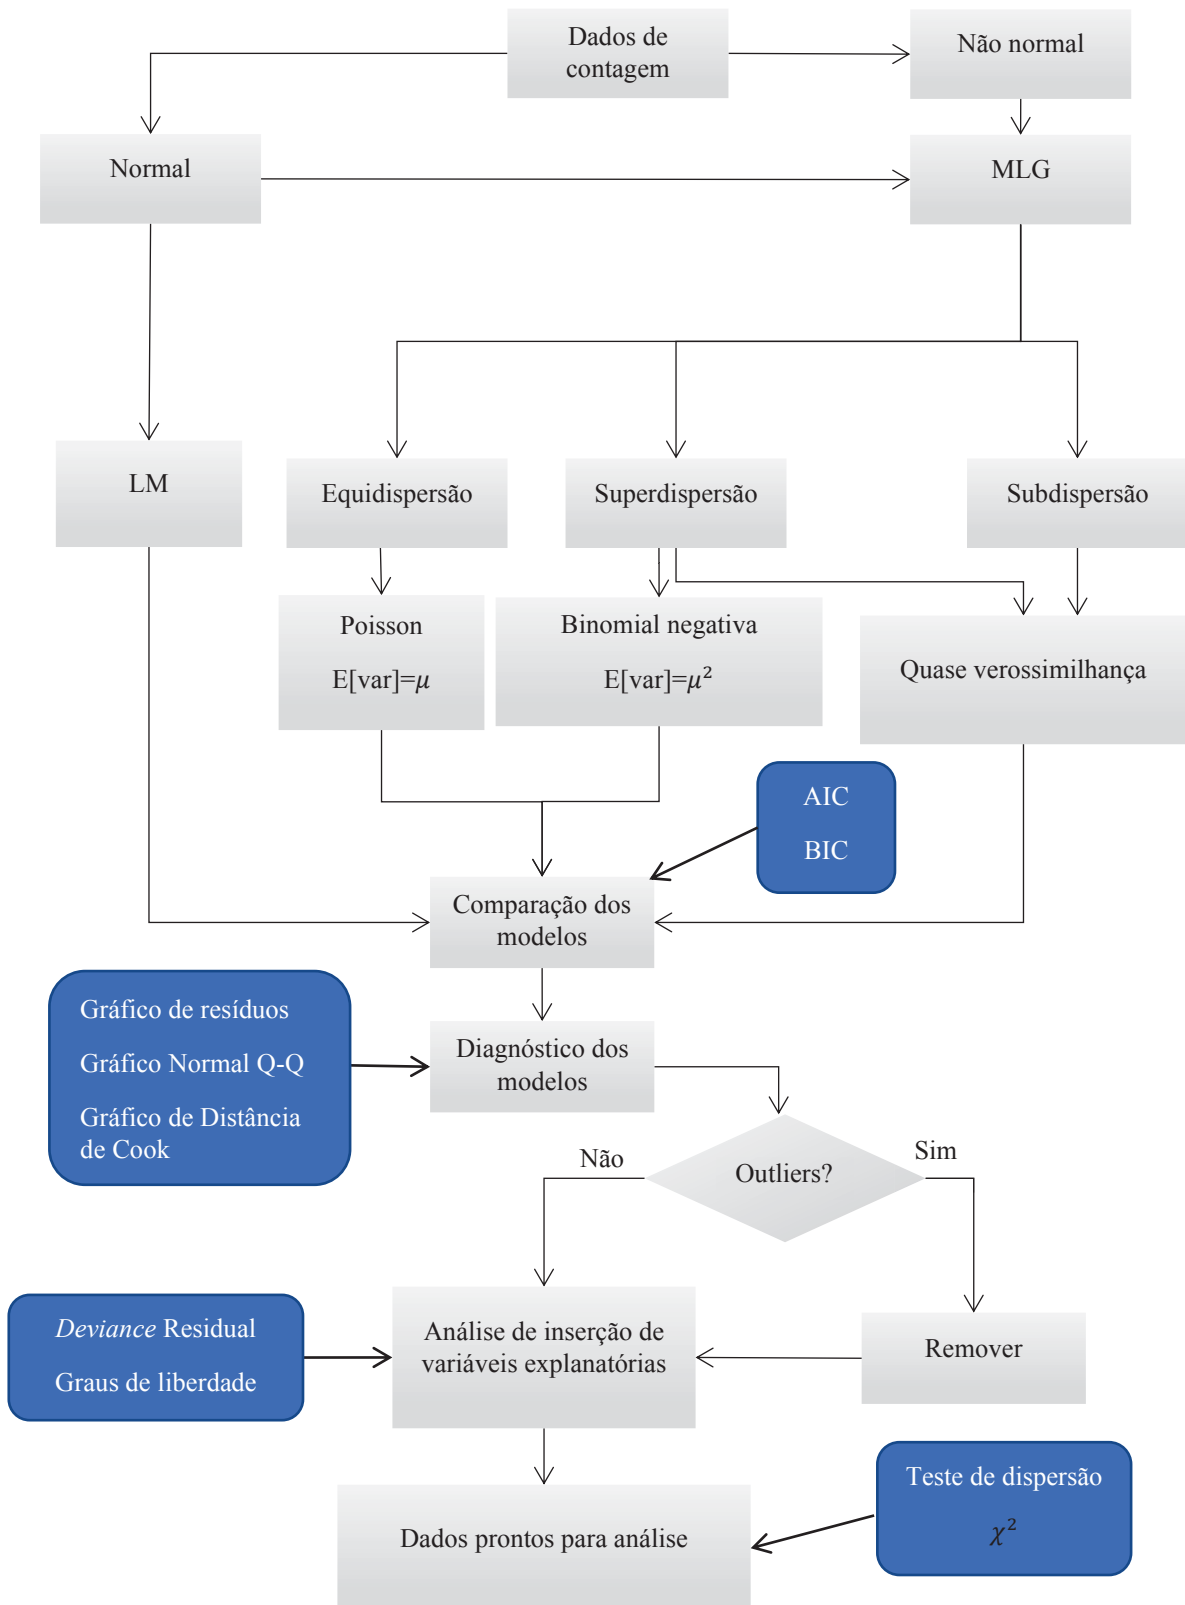 Dados de
contagem
Não normal
Normal
MLG
LM
Equidispersão
Superdispersão
Subdispersão
Poisson
E[var]=μ
Binomial negativa
E[var]=μ²
Quase verossimilhança
AIC
BIC
Comparação dos
modelos
Gráfico de resíduos
Gráfico Normal Q-Q
Gráfico de Distância
de Cook
Diagnóstico dos
modelos
Não
Outliers?
Sim
Deviance Residual
Graus de liberdade
Análise de inserção de
variáveis explanatórias
Remover
Teste de dispersão
χ²
Dados prontos para análise